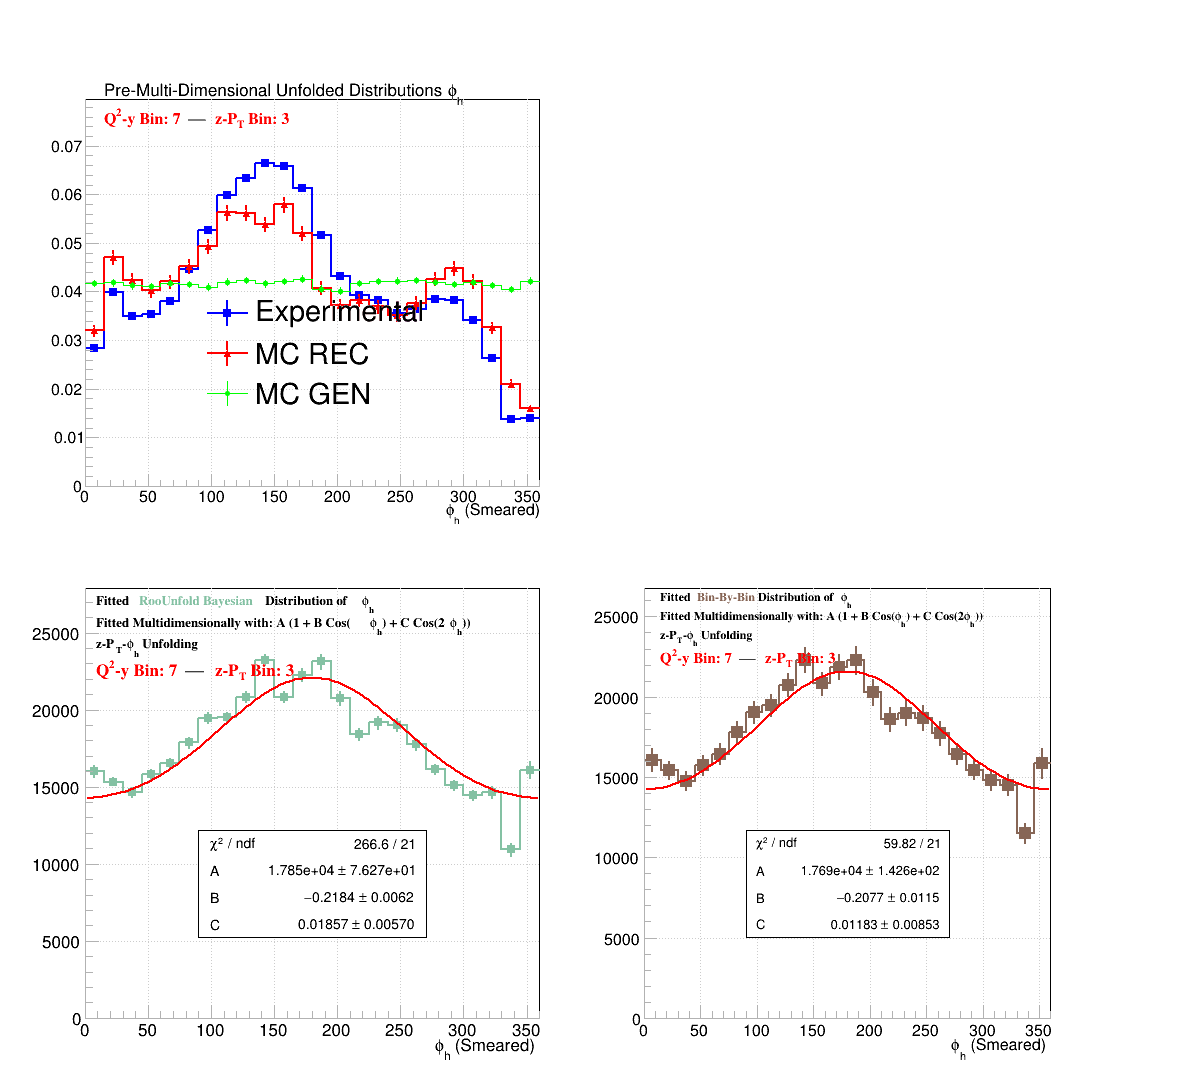 Pre-Multi-Dimensional Unfolded Distributions ϕh
Q²-y Bin: 7 — z-PT Bin: 3
0.07
0.06
0.05
0.04
0.03
0.02
0.01
0
Experimental
MC REC
MC GEN
0 50 100 150 200 250 300 350
ϕh (Smeared)
Fitted RooUnfold Bayesian Distribution of ϕh
Fitted Multidimensionally with: A (1 + B Cos( ϕh) + C Cos(2 ϕh))
z-PT-ϕh Unfolding
Q²-y Bin: 7 — z-PT Bin: 3
25000
20000
15000
10000
5000
0
χ² / ndf 266.6 / 21
A 1.785e+04 ± 7.627e+01
B −0.2184 ± 0.0062
C 0.01857 ± 0.00570
0 50 100 150 200 250 300 350
ϕh (Smeared)
Fitted Bin-By-Bin Distribution of ϕh
Fitted Multidimensionally with: A (1 + B Cos(ϕh) + C Cos(2ϕh))
z-PT-ϕh Unfolding
Q²-y Bin: 7 — z-PT Bin: 3
25000
20000
15000
10000
5000
0
χ² / ndf 59.82 / 21
A 1.769e+04 ± 1.426e+02
B −0.2077 ± 0.0115
C 0.01183 ± 0.00853
0 50 100 150 200 250 300 350
ϕh (Smeared)